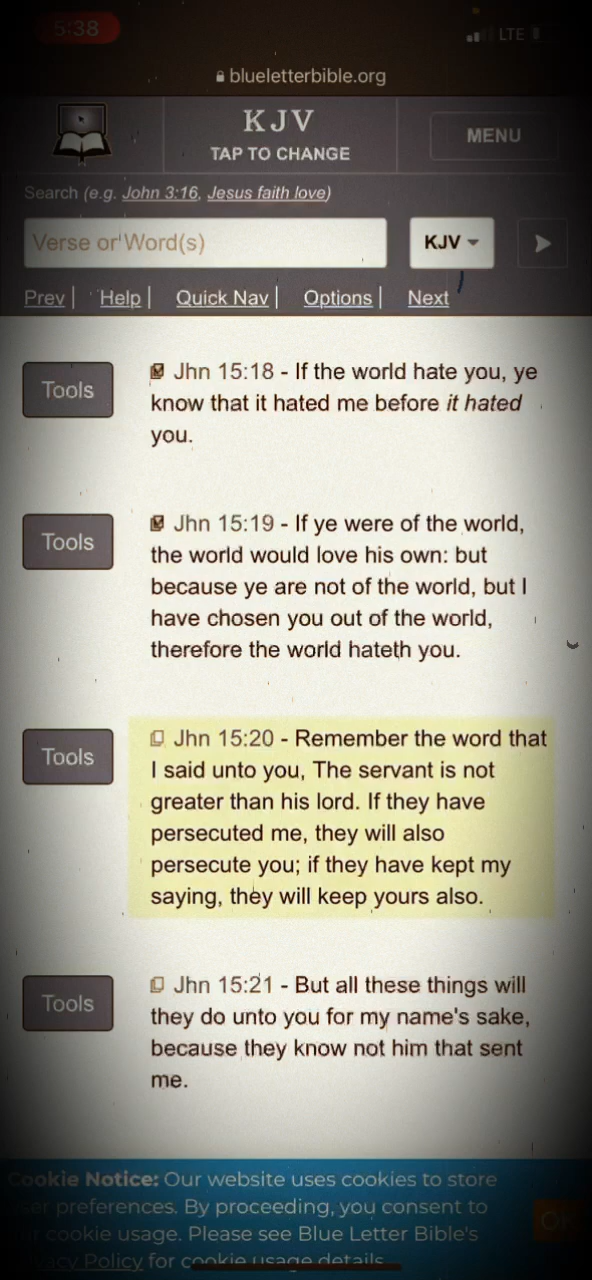 5:38
LTE
blueletterbible.org
KJV
TAP TO CHANGE
MENU
Search (e.g. John 3:16, Jesus faith love)
Verse or Word(s)
KJV
Prev| Help| Quick Nav| Options| Next
Tools
Jhn 15:18 - If the world hate you, ye
know that it hated me before it hated
you.
Tools
Jhn 15:19 - If ye were of the world,
the world would love his own: but
because ye are not of the world, but I
have chosen you out of the world,
therefore the world hateth you.
Tools
Jhn 15:20 - Remember the word that
I said unto you, The servant is not
greater than his lord. If they have
persecuted me, they will also
persecute you; if they have kept my
saying, they will keep yours also.
Tools
Jhn 15:21 - But all these things will
they do unto you for my name's sake,
because they know not him that sent
me.
Cookie Notice: Our website uses cookies to store
preferences. By proceeding, you consent to
cookie usage. Please see Blue Letter Bible's
Policy for cookie usage details.